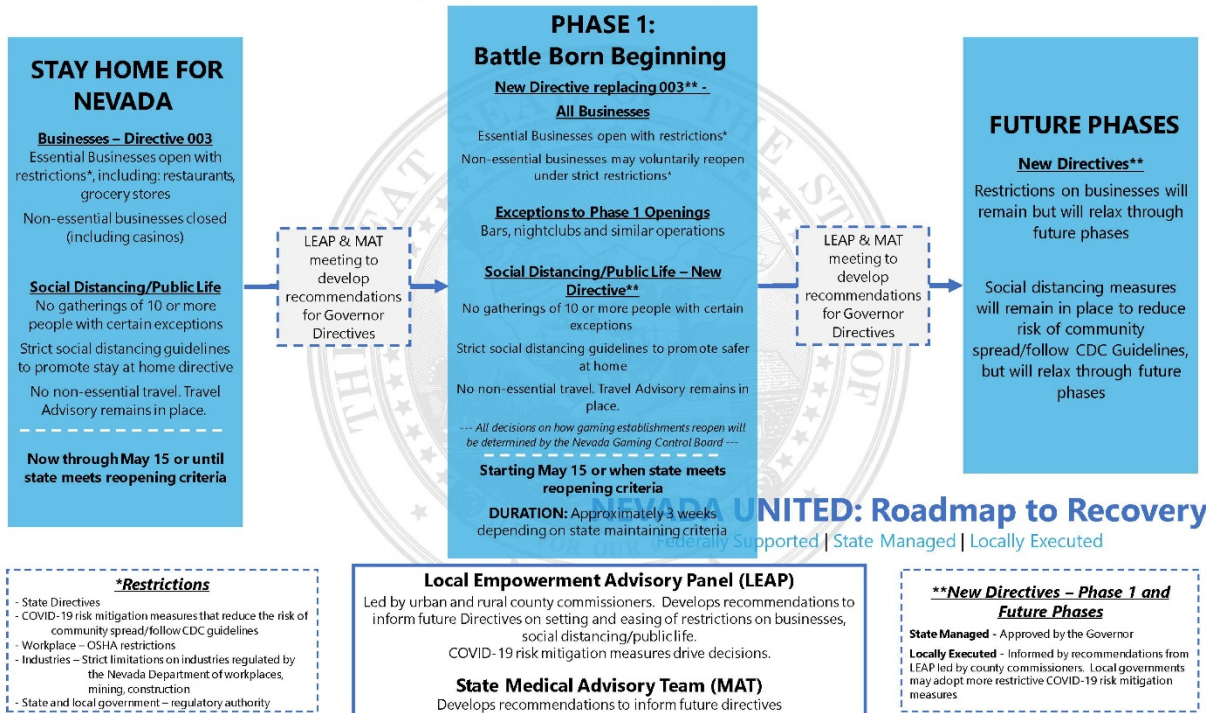 STAY HOME FOR
NEVADA
Businesses – Directive 003
Essential Businesses open with
restrictions*, including: restaurants,
grocery stores
Non-essential businesses closed
(including casinos)
Social Distancing/Public Life
No gatherings of 10 or more
people with certain exceptions
Strict social distancing guidelines
to promote stay at home directive
No non-essential travel. Travel
Advisory remains in place.
Now through May 15 or until
state meets reopening criteria
LEAP & MAT
meeting to
develop
recommendations
for Governor
Directives
PHASE 1:
Battle Born Beginning
New Directive replacing 003** -
All Businesses
Essential Businesses open with restrictions*
Non-essential businesses may voluntarily reopen
under strict restrictions*
Exceptions to Phase 1 Openings
Bars, nightclubs and similar operations
Social Distancing/Public Life – New
Directive**
No gatherings of 10 or more people with certain
exceptions
Strict social distancing guidelines to promote safer
at home
No non-essential travel. Travel Advisory remains in
place.
--- All decisions on how gaming establishments reopen will
be determined by the Nevada Gaming Control Board ---
Starting May 15 or when state meets
reopening criteria
DURATION: Approximately 3 weeks
depending on state maintaining criteria
LEAP & MAT
meeting to
develop
recommendations
for Governor
Directives
FUTURE PHASES
New Directives**
Restrictions on businesses will
remain but will relax through
future phases
Social distancing measures
will remain in place to reduce
risk of community
spread/follow CDC Guidelines,
but will relax through future
phases
NEVADA UNITED: Roadmap to Recovery
Federally Supported | State Managed | Locally Executed
*Restrictions
- State Directives
- COVID-19 risk mitigation measures that reduce the risk of
community spread/follow CDC guidelines
- Workplace – OSHA restrictions
- Industries – Strict limitations on industries regulated by
the Nevada Department of workplaces,
mining, construction
- State and local government – regulatory authority
Local Empowerment Advisory Panel (LEAP)
Led by urban and rural county commissioners. Develops recommendations to
inform future Directives on setting and easing of restrictions on businesses,
social distancing/public life.
COVID-19 risk mitigation measures drive decisions.
State Medical Advisory Team (MAT)
Develops recommendations to inform future directives
**New Directives – Phase 1 and
Future Phases
State Managed - Approved by the Governor
Locally Executed - Informed by recommendations from
LEAP led by county commissioners. Local governments
may adopt more restrictive COVID-19 risk mitigation
measures